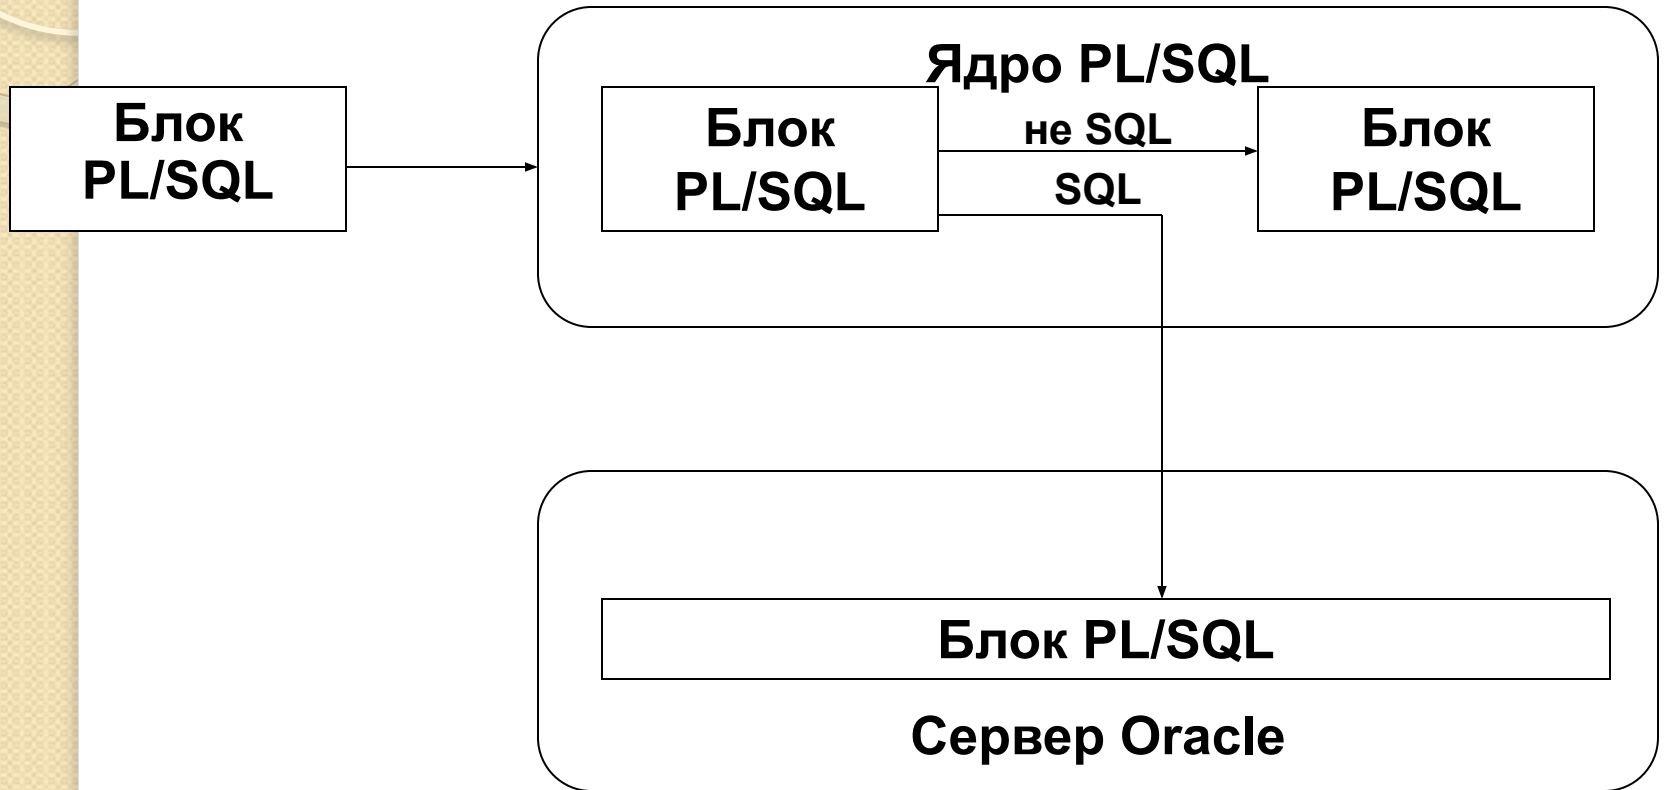 Ядро PL/SQL
Блок
PL/SQL
Блок
PL/SQL
не SQL
SQL
Блок
PL/SQL
Блок PL/SQL
Сервер Oracle